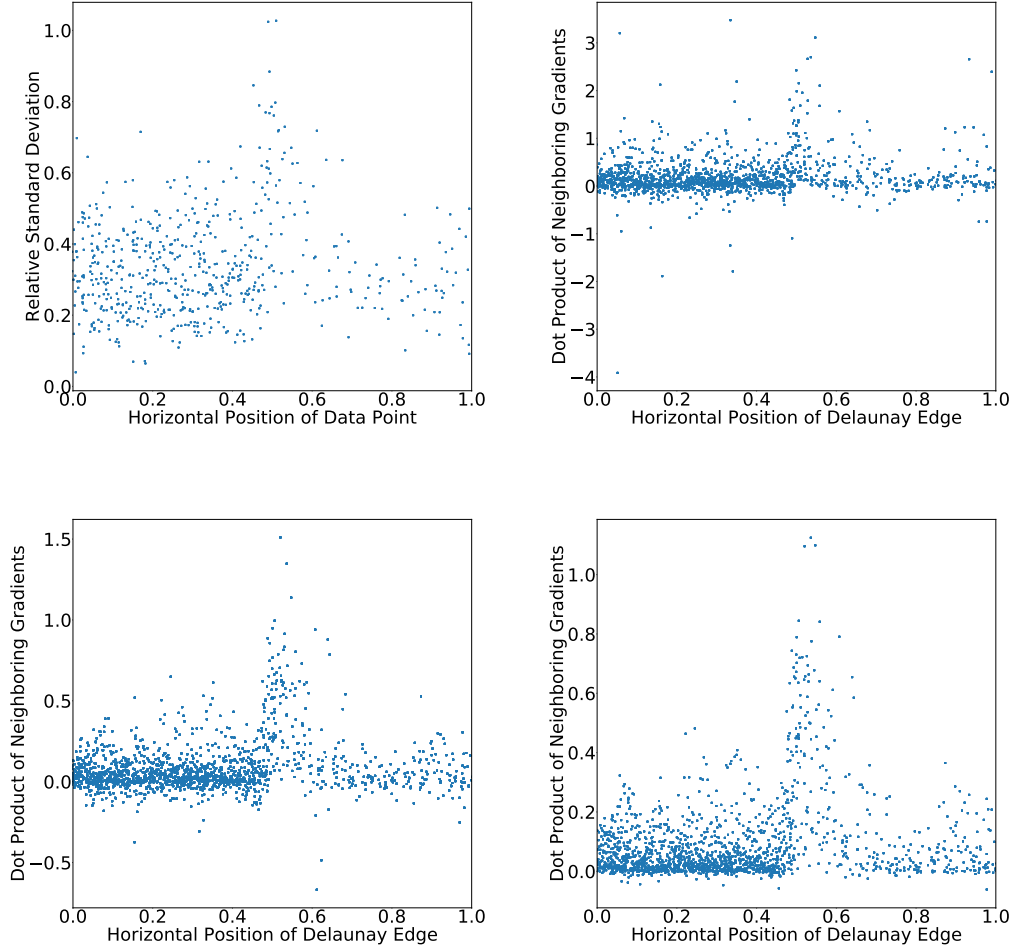 Relative Standard Deviation
1.0
0.8
0.6
0.4
0.2
0.0
0.0 0.2 0.4 0.6 0.8 1.0
Horizontal Position of Data Point
Dot Product of Neighboring Gradients
3
2
1
0
−1
−2
−3
−4
0.0 0.2 0.4 0.6 0.8 1.0
Horizontal Position of Delaunay Edge
Dot Product of Neighboring Gradients
1.5
1.0
0.5
0.0
−0.5
0.0 0.2 0.4 0.6 0.8 1.0
Horizontal Position of Delaunay Edge
Dot Product of Neighboring Gradients
1.0
0.8
0.6
0.4
0.2
0.0
0.0 0.2 0.4 0.6 0.8 1.0
Horizontal Position of Delaunay Edge